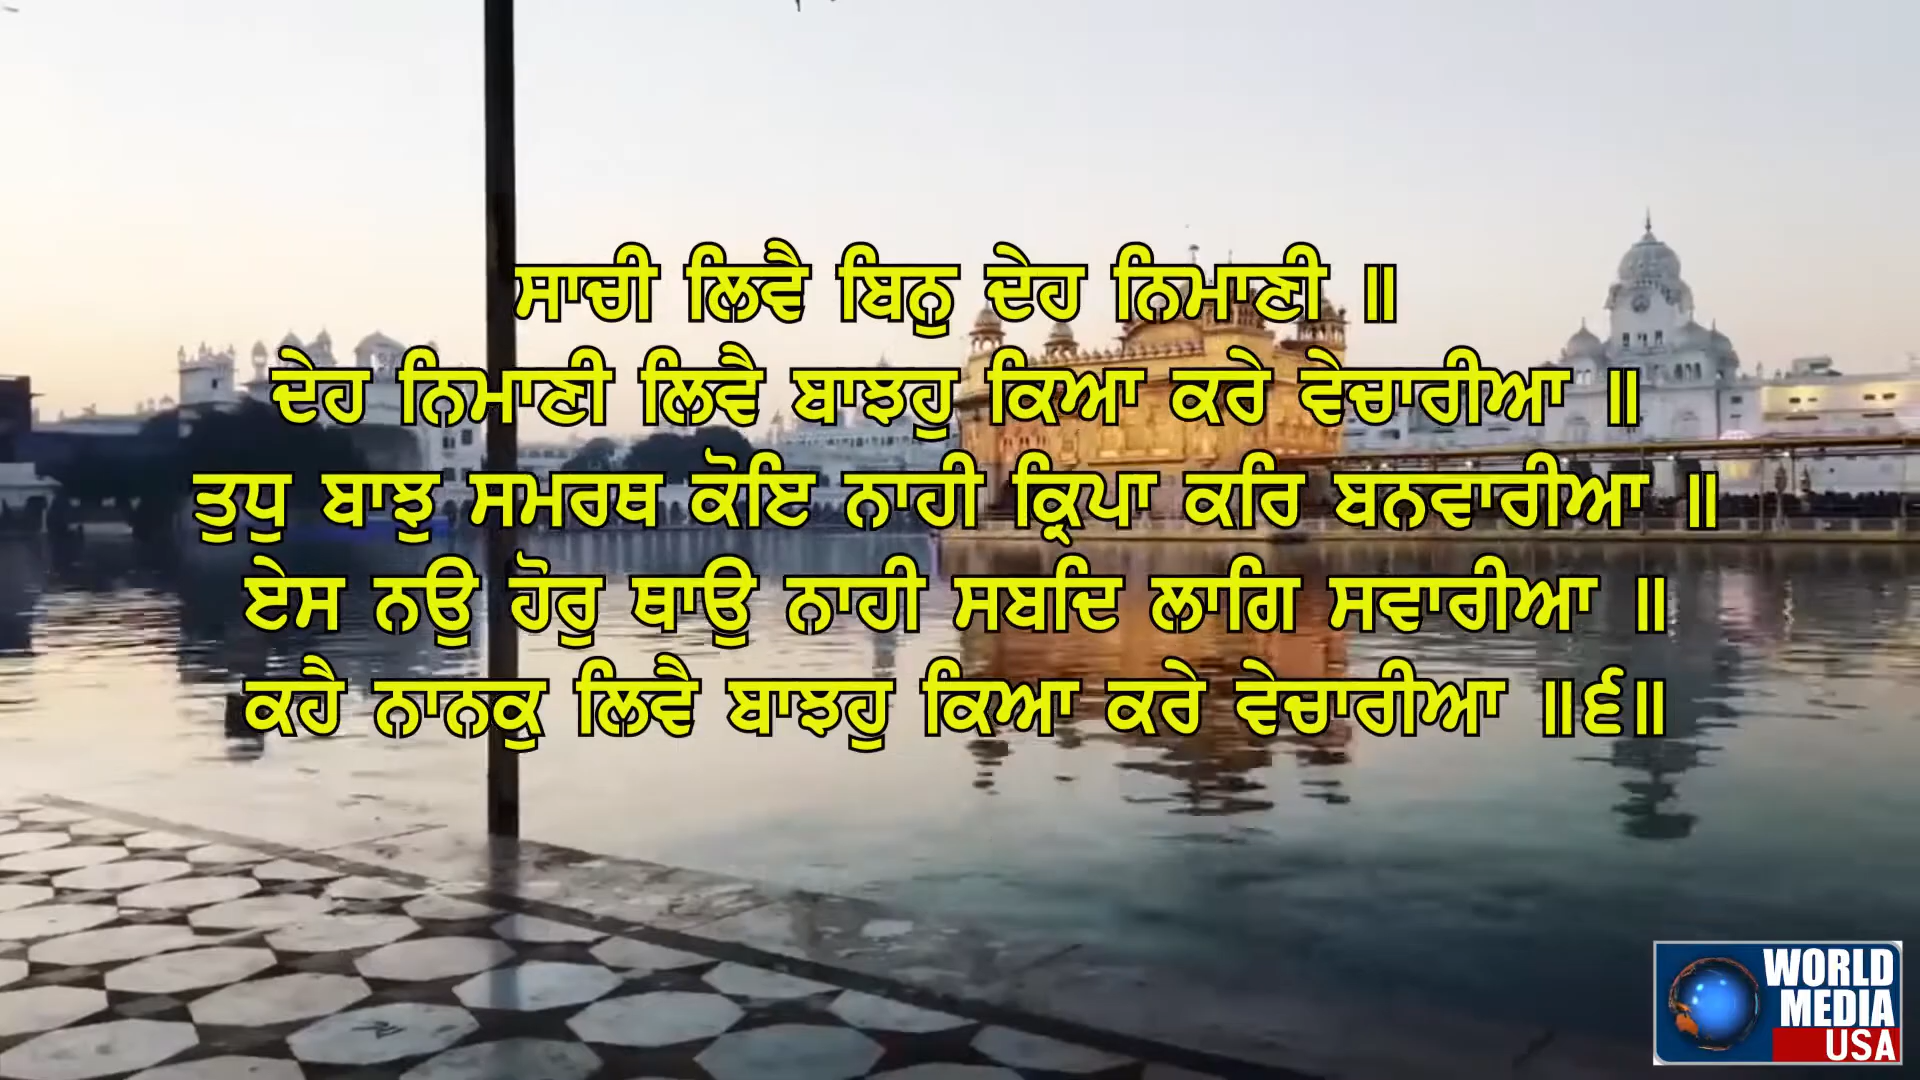 ਸਾਚੀ ਲਿਵੈ ਬਿਨੁ ਦੇਹ ਨਿਮਾਣੀ ॥
ਦੇਹ ਨਿਮਾਣੀ ਲਿਵੈ ਬਾਝਹੁ ਕਿਆ ਕਰੇ ਵੇਚਾਰੀਆ ॥
ਤੁਧੁ ਬਾਝੁ ਸਮਰਥ ਕੋਇ ਨਾਹੀ ਕ੍ਰਿਪਾ ਕਰਿ ਬਨਵਾਰੀਆ ॥
ਏਸ ਨਉ ਹੋਰੁ ਥਾਉ ਨਾਹੀ ਸਬਦਿ ਲਾਗਿ ਸਵਾਰੀਆ ॥
ਕਹੈ ਨਾਨਕੁ ਲਿਵੈ ਬਾਝਹੁ ਕਿਆ ਕਰੇ ਵੇਚਾਰੀਆ ॥੬॥
WORLD
MEDIA
USA